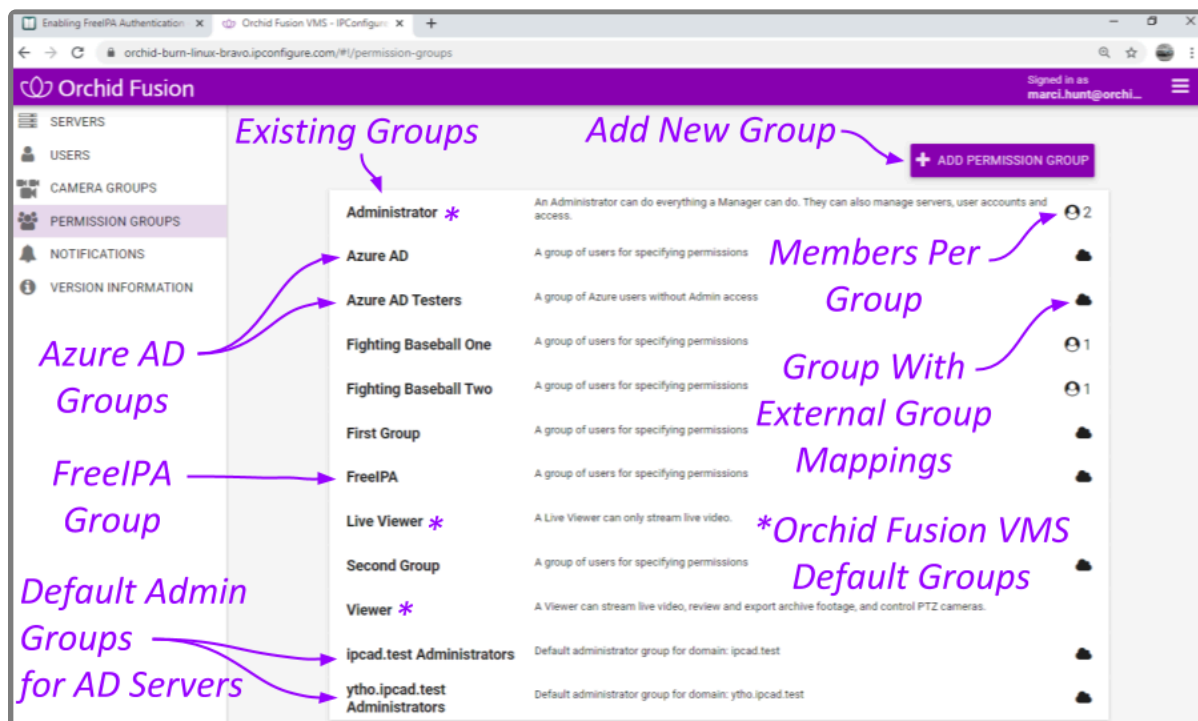 Enabling FreeIPA Authentication
Orchid Fusion VMS - IPConfigure
orchid-burn-linux-bravo.ipconfigure.com/#!/permission-groups
Orchid Fusion
Signed in as
marci.hunt@orchi...
SERVERS
USERS
CAMERA GROUPS
PERMISSION GROUPS
NOTIFICATIONS
VERSION INFORMATION
Existing Groups
Add New Group
+ ADD PERMISSION GROUP
Administrator *
An Administrator can do everything a Manager can do. They can also manage servers, user accounts and
access.
2
Azure AD
A group of users for specifying permissions
Members Per
Group
Azure AD Testers
A group of Azure users without Admin access
Azure AD
Groups
Fighting Baseball One
A group of users for specifying permissions
1
Group With
External Group
Mappings
Fighting Baseball Two
A group of users for specifying permissions
1
First Group
A group of users for specifying permissions
FreeIPA
Group
FreeIPA
A group of users for specifying permissions
Live Viewer *
A Live Viewer can only stream live video.
*Orchid Fusion VMS
Default Groups
Second Group
A group of users for specifying permissions
Default Admin
Groups
for AD Servers
Viewer *
A Viewer can stream live video, review and export archive footage, and control PTZ cameras.
ipcad.test Administrators
Default administrator group for domain: ipcad.test
ytho.ipcad.test
Administrators
Default administrator group for domain: ytho.ipcad.test